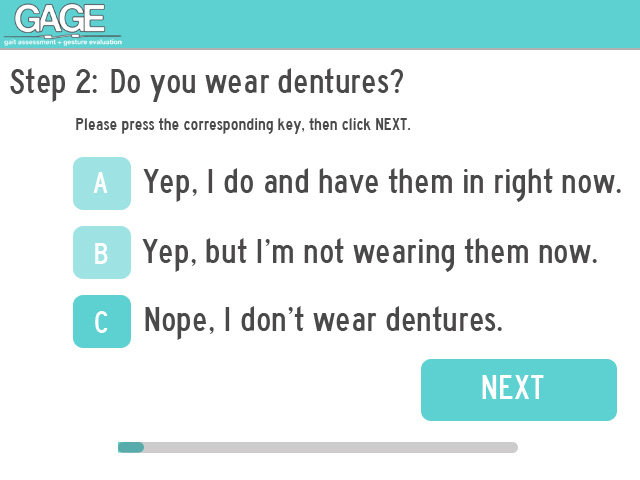 GAGE
gait assessment + gesture evaluation
Step 2: Do you wear dentures?
Please press the corresponding key, then click NEXT.
A Yep, I do and have them in right now.
B Yep, but I'm not wearing them now.
C Nope, I don't wear dentures.
NEXT